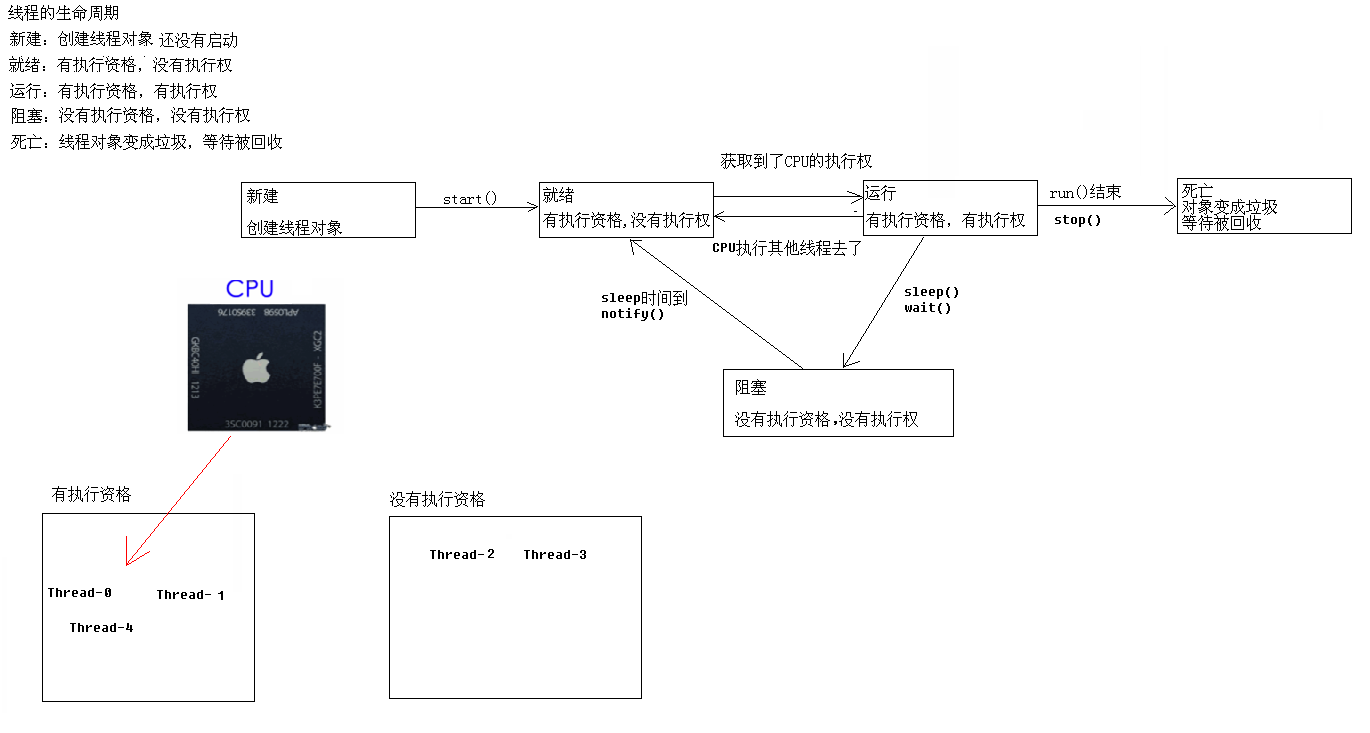 线程的生命周期
新建：创建线程对象 还没有启动
就绪：有执行资格，没有执行权
运行：有执行资格，有执行权
阻塞：没有执行资格，没有执行权
死亡：线程对象变成垃圾，等待被回收
获取到了CPU的执行权
新建
创建线程对象
start()
就绪
有执行资格,没有执行权
运行
有执行资格，有执行权
run()结束
stop()
死亡
对象变成垃圾
等待被回收
CPU执行其他线程去了
sleep时间到
notify()
sleep()
wait()
阻塞
没有执行资格,没有执行权
CPU
339S0176 APL0598
GKBC4OHI 1213
K3PE7E700F - XGC2
3SC0091 1222
有执行资格
Thread-0 Thread- 1
Thread-4
没有执行资格
Thread-2 Thread-3